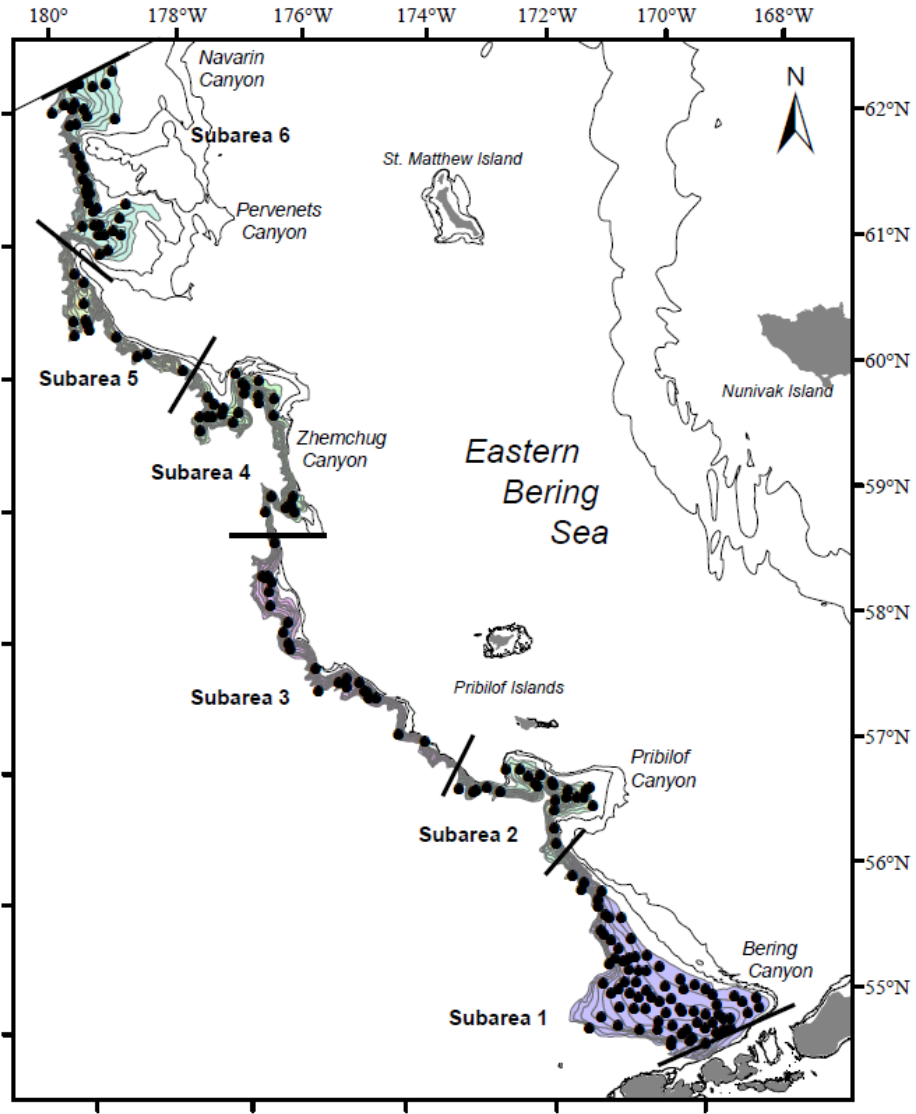 180° 178°W 176°W 174°W 172°W 170°W 168°W
Navarin
Canyon
N
62°N
Subarea 6
St. Matthew Island
Pervenets
Canyon
61°N
60°N
Subarea 5
Nunivak Island
Zhemchug
Canyon
Eastern
Bering
Sea
Subarea 4
59°N
58°N
Subarea 3
Pribilof Islands
57°N
Pribilof
Canyon
Subarea 2
56°N
Bering
Canyon
55°N
Subarea 1